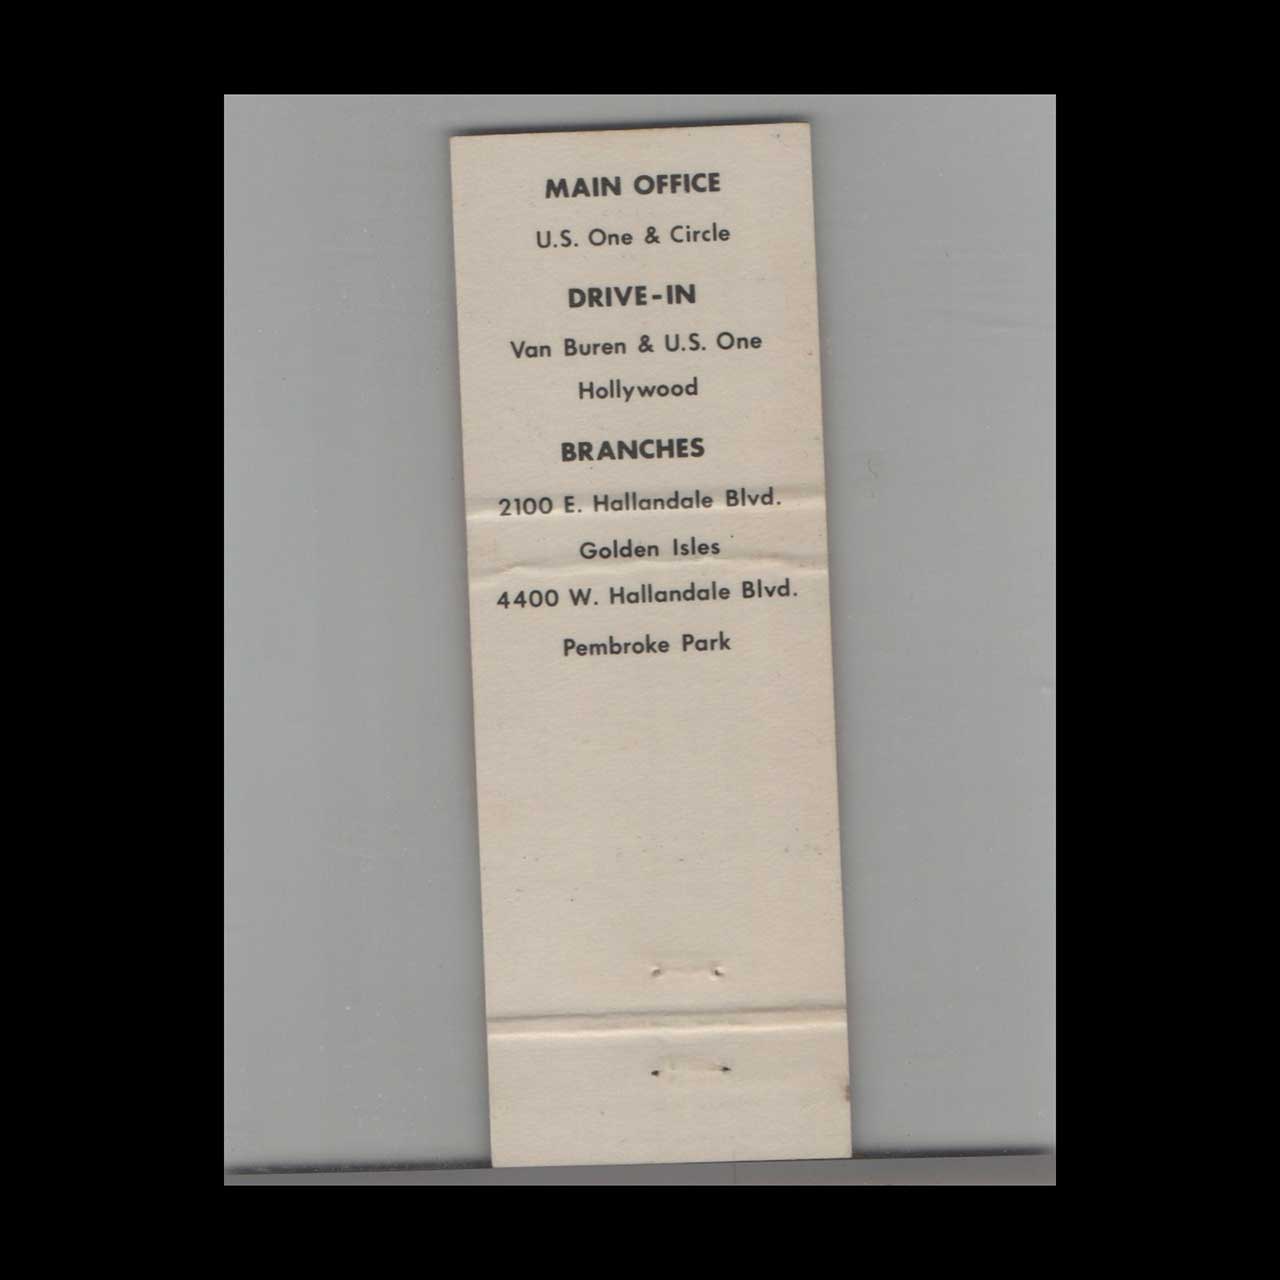 MAIN OFFICE
U.S. One & Circle
DRIVE-IN
Van Buren & U.S. One
Hollywood
BRANCHES
2100 E. Hallandale Blvd.
Golden Isles
4400 W. Hallandale Blvd.
Pembroke Park